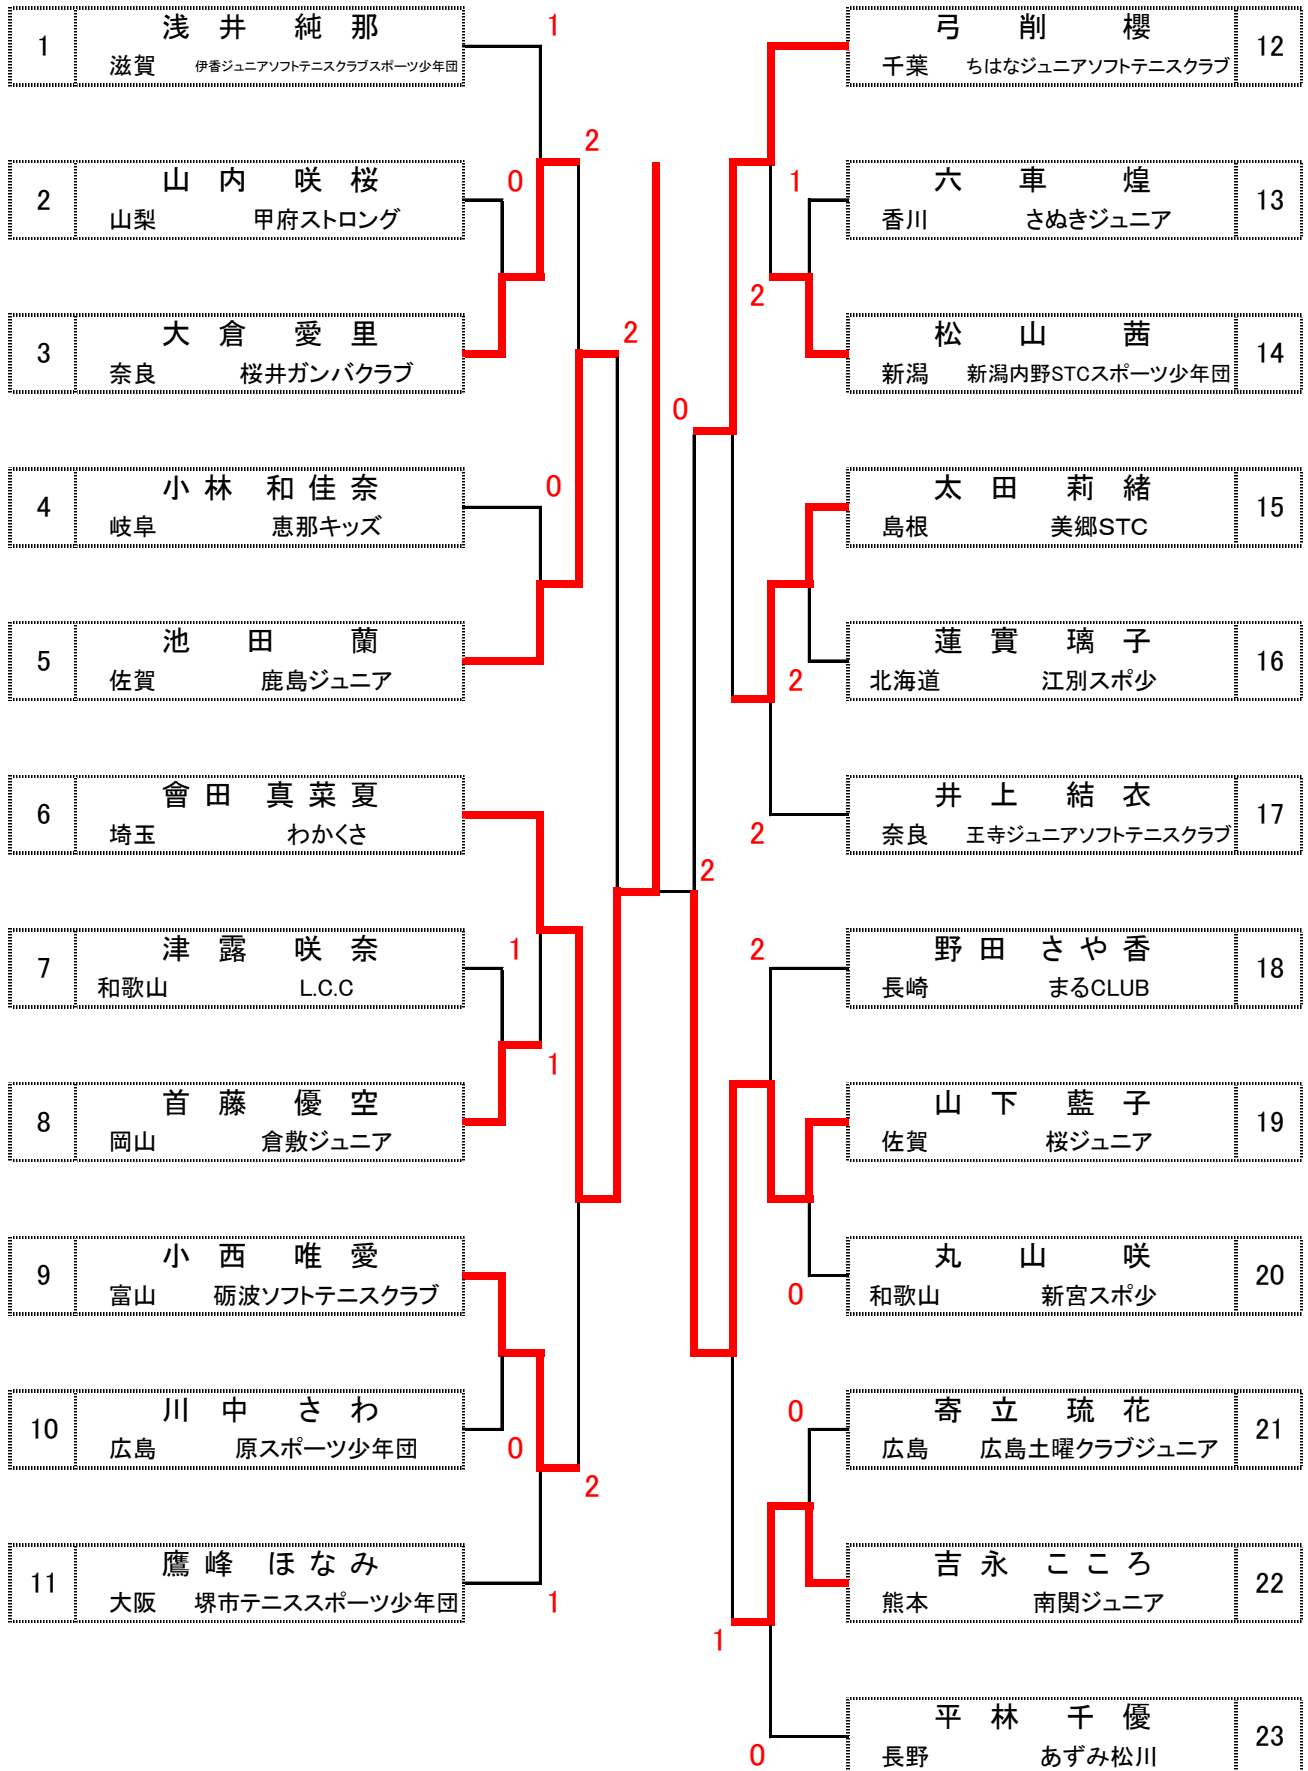 1
浅井 純那
滋賀 伊香ジュニアソフトテニスクラブスポーツ少年団
2
山内 咲桜
山梨 甲府ストロング
3
大倉 愛里
奈良 桜井ガンバクラブ
4
小林 和佳奈
岐阜 恵那キッズ
5
池田 蘭
佐賀 鹿島ジュニア
6
會田 真菜夏
埼玉 わかくさ
7
津露 咲奈
和歌山 L.C.C
8
首藤 優空
岡山 倉敷ジュニア
9
小西 唯愛
富山 砺波ソフトテニスクラブ
10
川中 さわ
広島 原スポーツ少年団
11
鷹峰 ほなみ
大阪 堺市テニススポーツ少年団
1
2
0
2
0
1
1
0
2
1
0
2
1
2
2
2
2
0
0
1
0
弓削 櫻
千葉 ちはなジュニアソフトテニスクラブ
12
六車 煌
香川 さぬきジュニア
13
松山 茜
新潟 新潟内野STCスポーツ少年団
14
太田 莉緒
島根 美郷STC
15
蓮實 璃子
北海道 江別スポ少
16
井上 結衣
奈良 王寺ジュニアソフトテニスクラブ
17
野田 さや香
長崎 まるCLUB
18
山下 藍子
佐賀 桜ジュニア
19
丸山 咲
和歌山 新宮スポ少
20
寄立 琉花
広島 広島土曜クラブジュニア
21
吉永 こころ
熊本 南関ジュニア
22
平林 千優
長野 あずみ松川
23